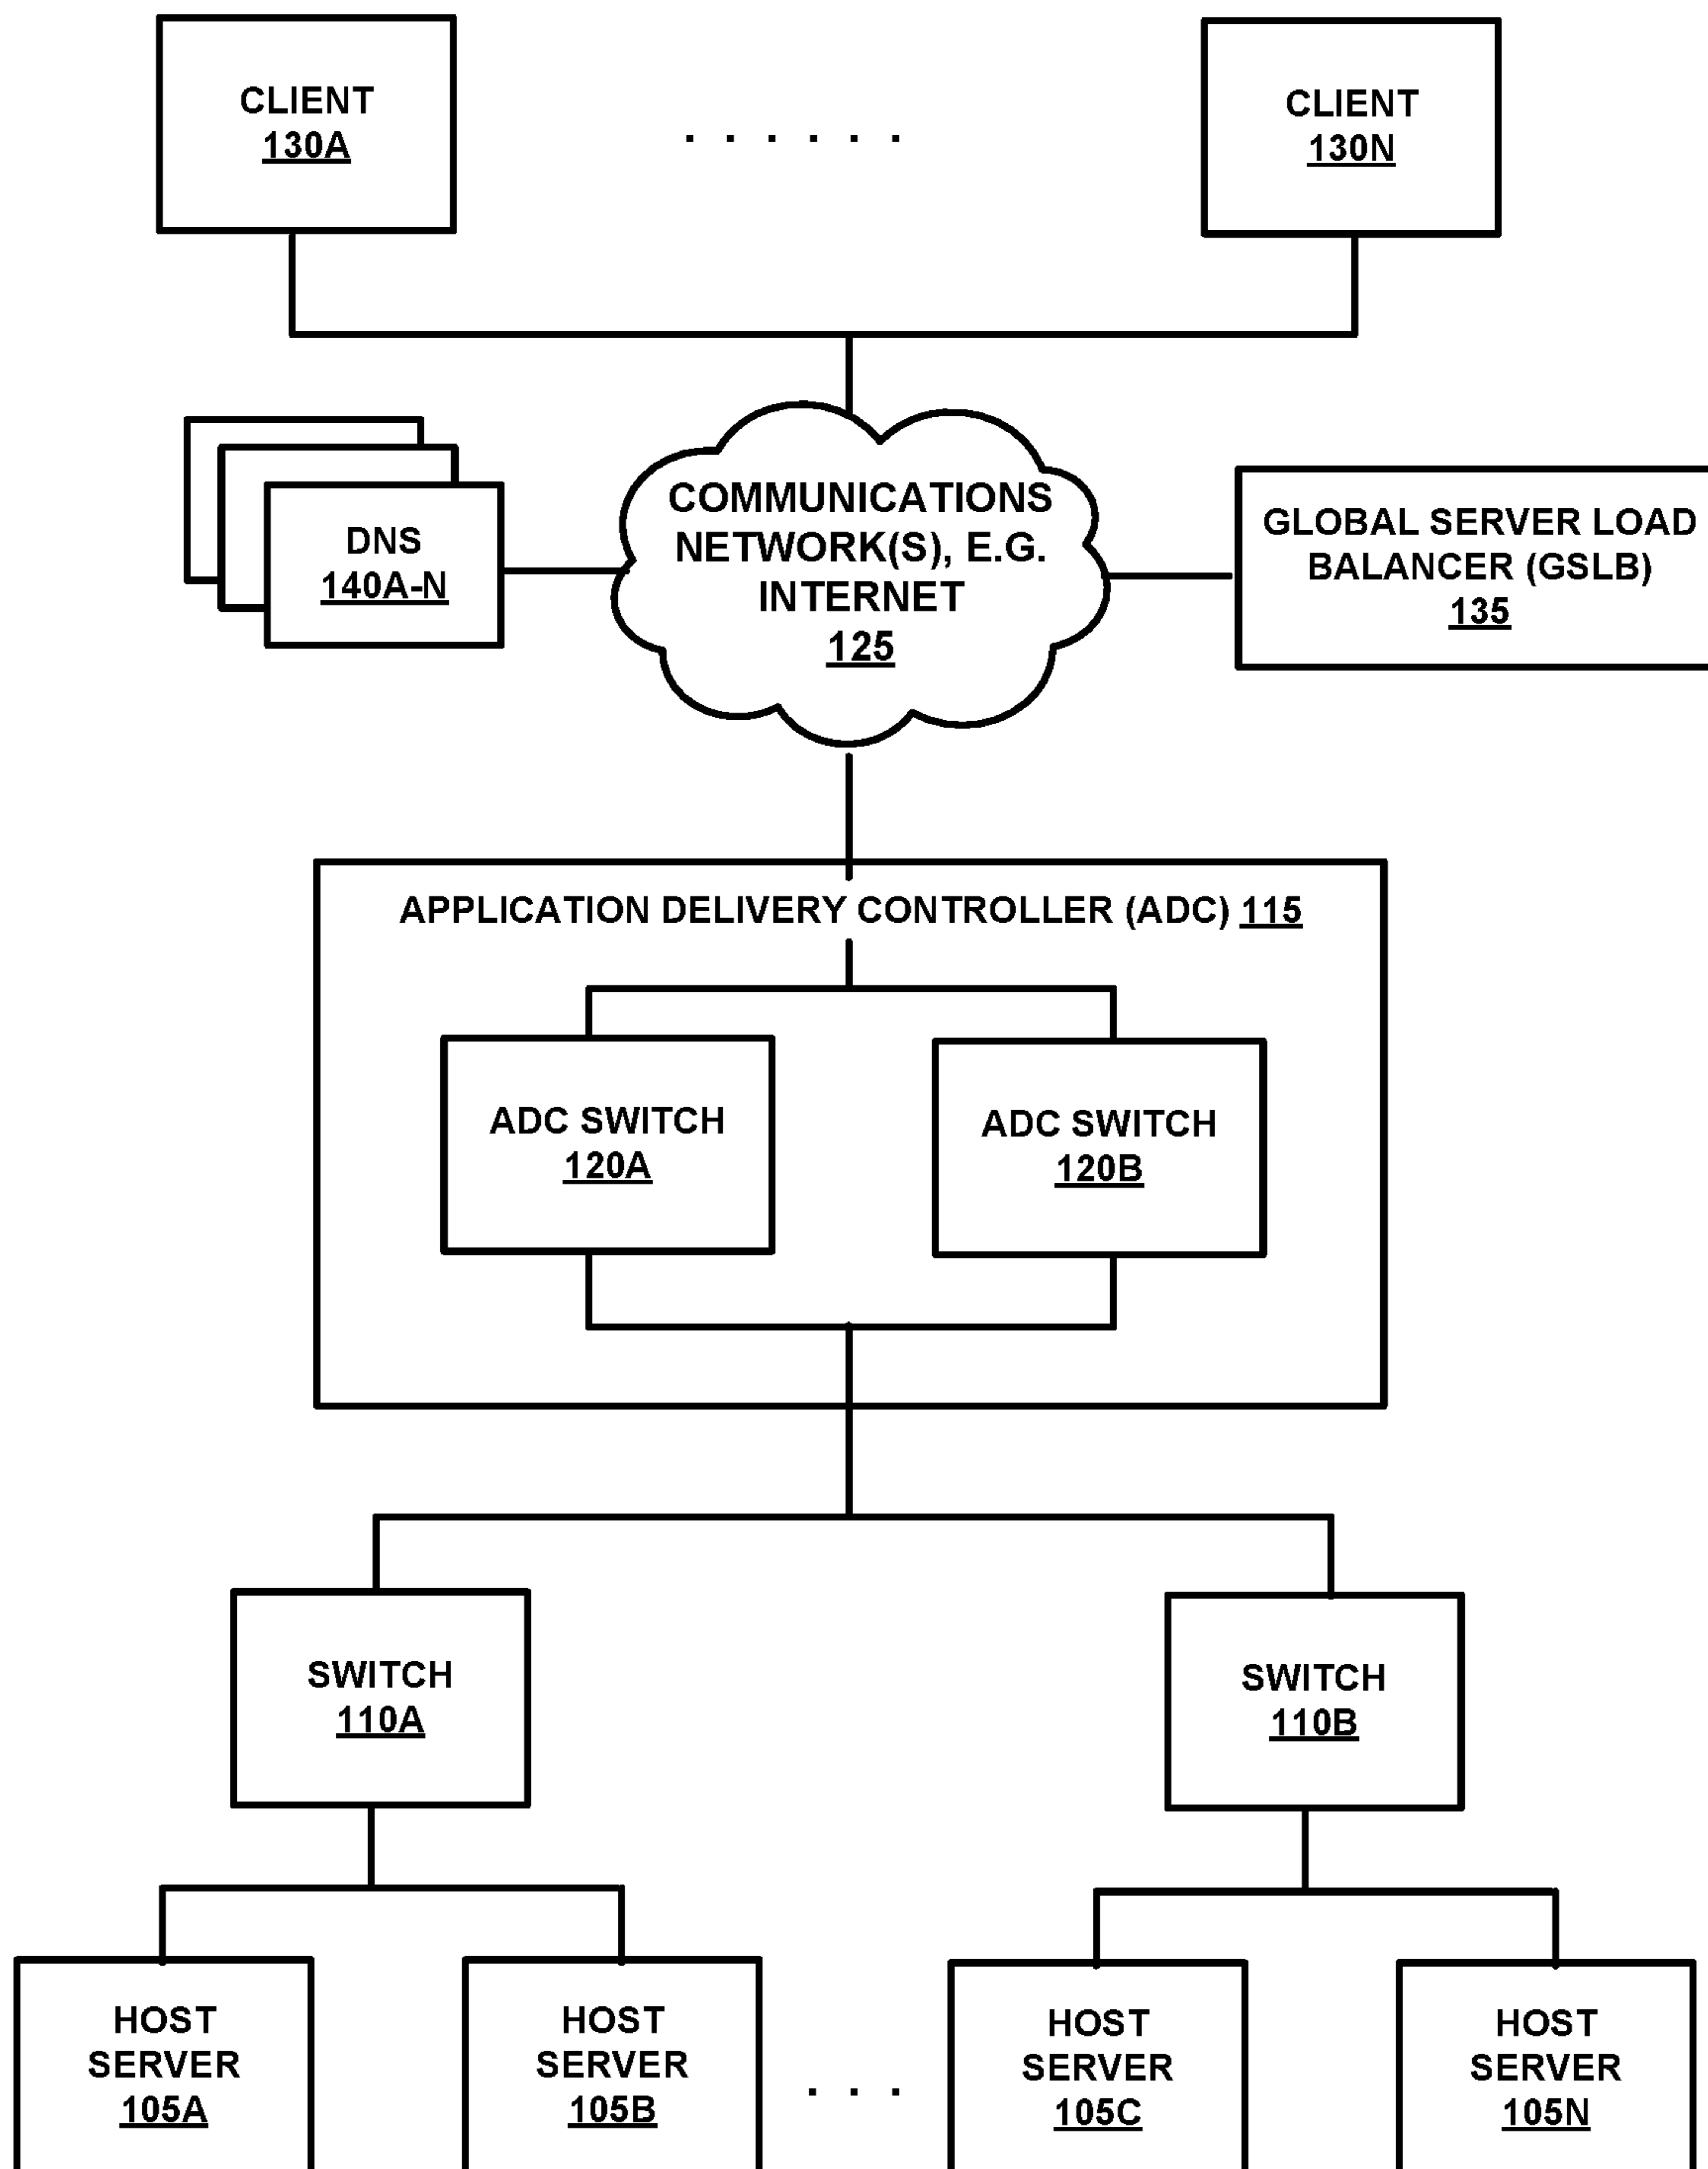 CLIENT
130A
. . . . . .
CLIENT
130N
DNS
140A-N
COMMUNICATIONS
NETWORK(S), E.G.
INTERNET
125
GLOBAL SERVER LOAD
BALANCER (GSLB)
135
APPLICATION DELIVERY CONTROLLER (ADC) 115
ADC SWITCH
120A
ADC SWITCH
120B
SWITCH
110A
SWITCH
110B
HOST
SERVER
105A
HOST
SERVER
105B
. . .
HOST
SERVER
105C
HOST
SERVER
105N